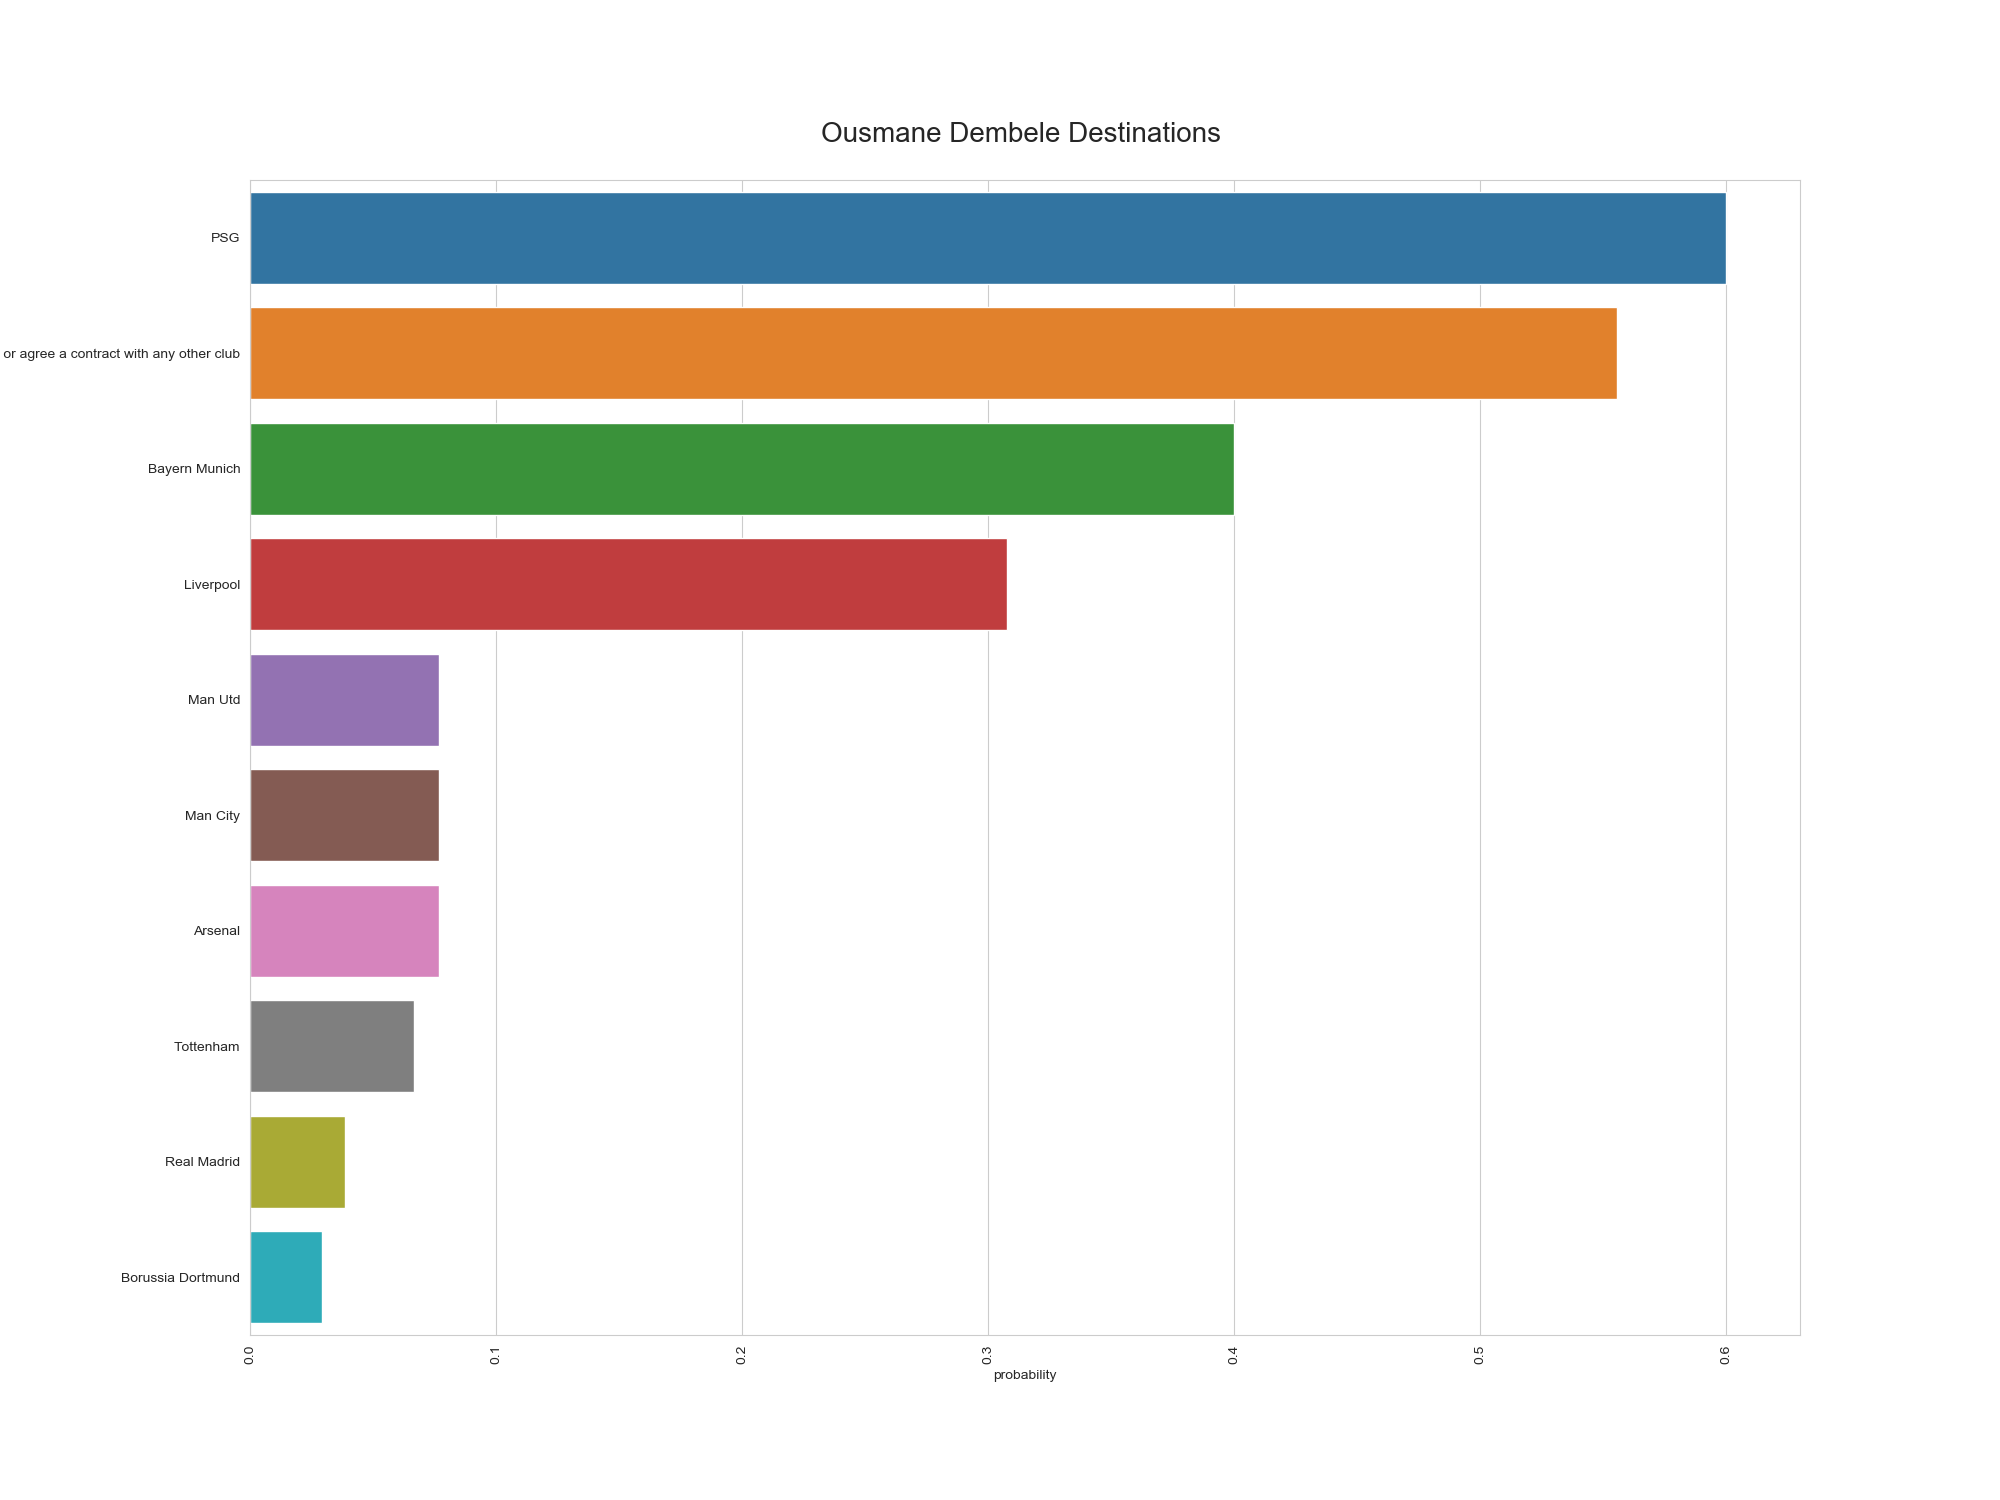 Ousmane Dembele Destinations
PSG
or agree a contract with any other club
Bayern Munich
Liverpool
Man Utd
Man City
Arsenal
Tottenham
Real Madrid
Borussia Dortmund
0.0 0.1 0.2 0.3 0.4 0.5 0.6
probability